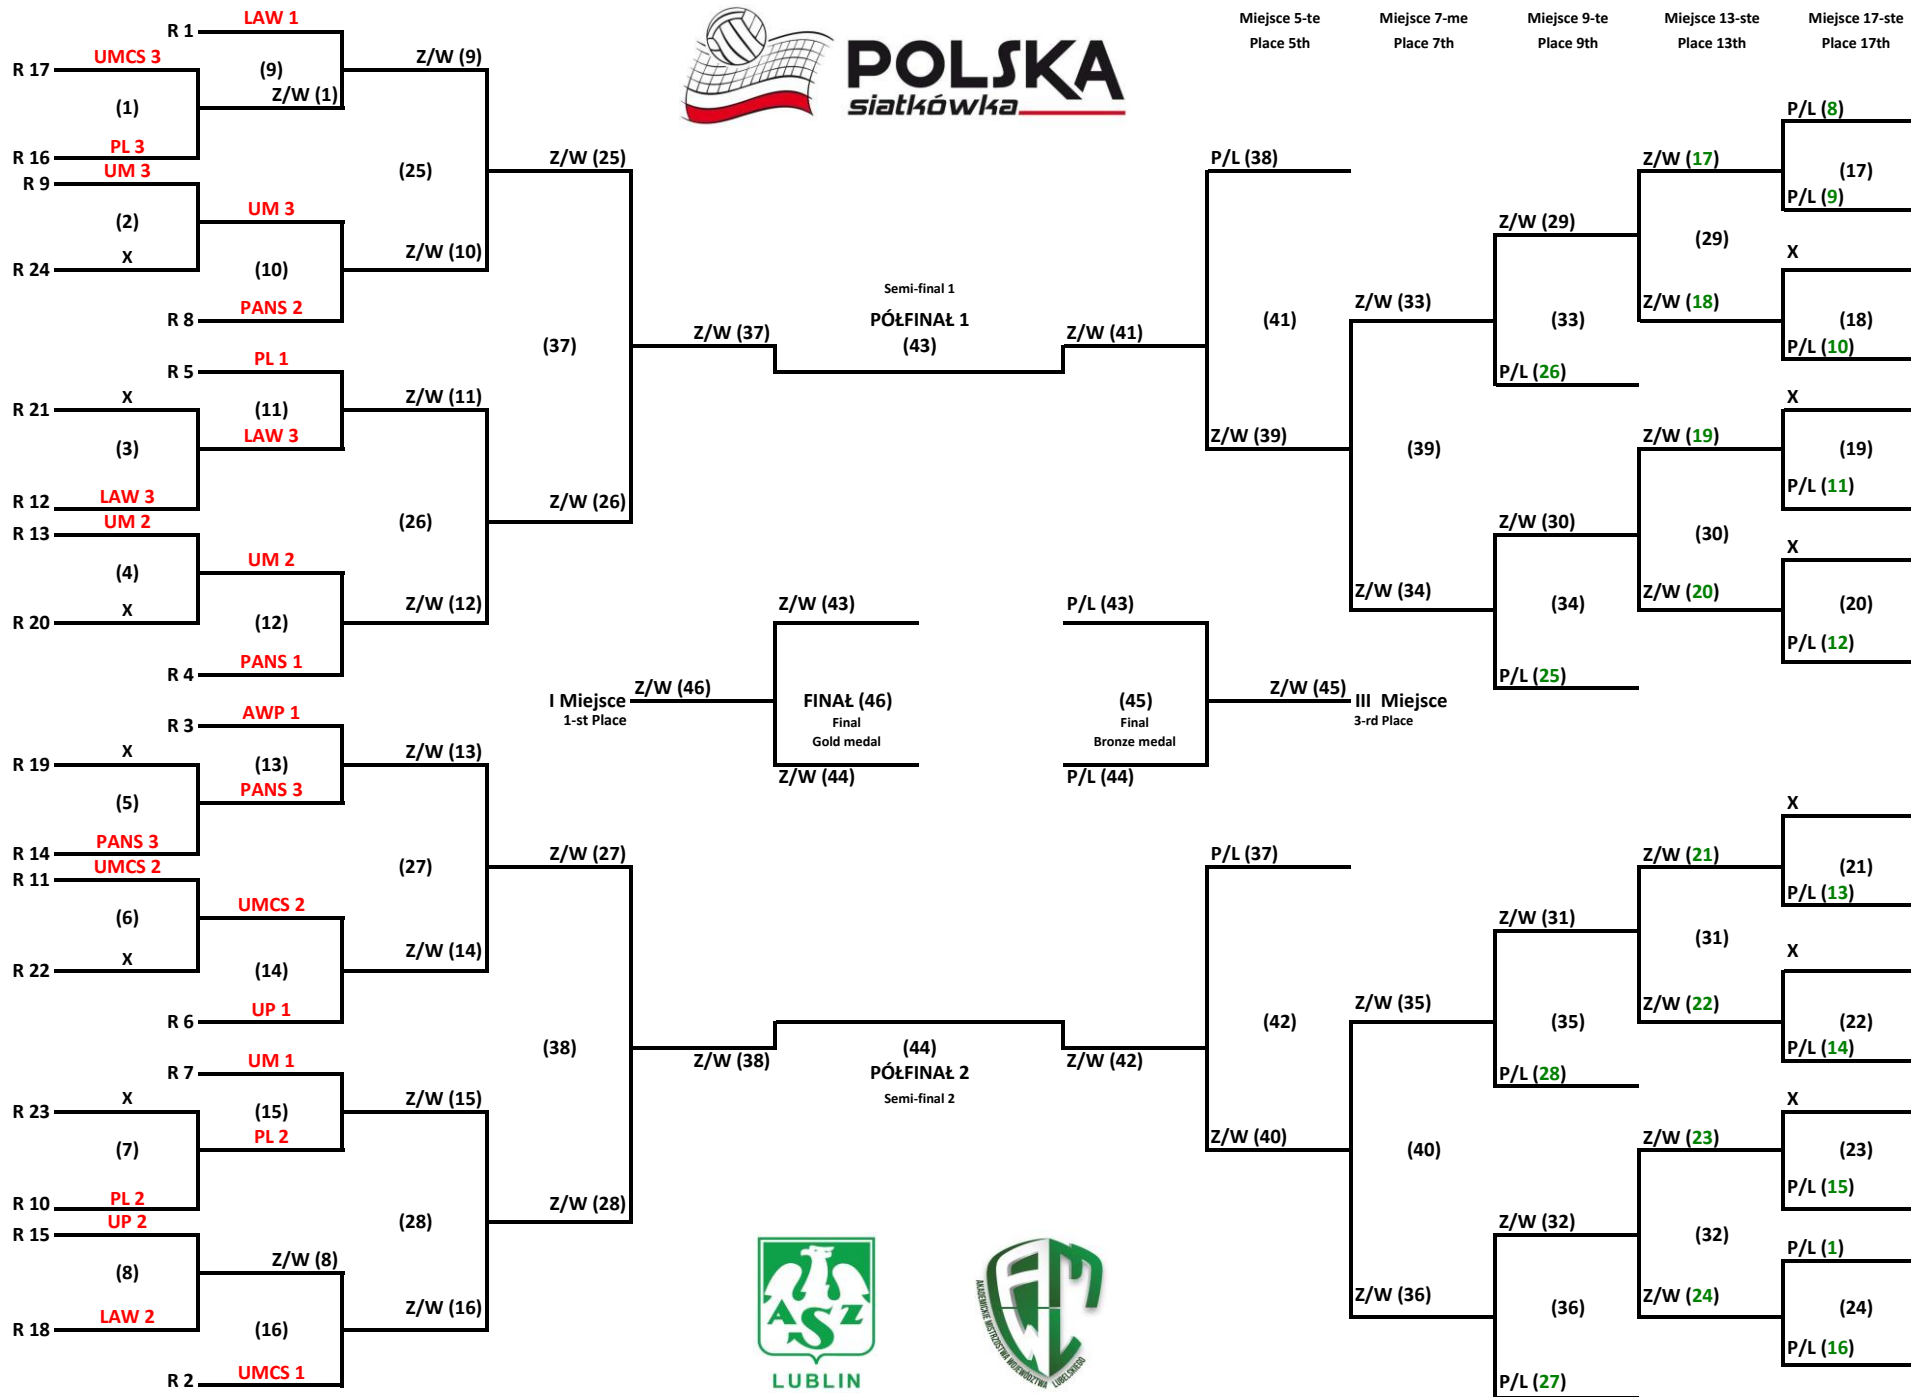 LAW 1
R 1
UMCS 3
R 17
(9)
Z/W (9)
Z/W (1)
(1)
PL 3
R 16
UM 3
R 9
(25)
Z/W (25)
UM 3
(2)
X
Z/W (10)
R 24
(10)
PANS 2
R 8
(37)
Z/W (37)
PL 1
R 5
X
R 21
(11)
Z/W (11)
LAW 3
(3)
LAW 3
R 12
UM 2
R 13
(26)
Z/W (26)
UM 2
(4)
X
Z/W (12)
R 20
(12)
PANS 1
R 4
AWP 1
R 3
X
R 19
(13)
Z/W (13)
PANS 3
(5)
PANS 3
R 14
UMCS 2
R 11
(27)
Z/W (27)
UMCS 2
(6)
X
Z/W (14)
R 22
(14)
UP 1
R 6
(38)
Z/W (38)
UM 1
R 7
X
R 23
(15)
Z/W (15)
PL 2
(7)
PL 2
R 10
UP 2
R 15
(28)
Z/W (28)
Z/W (8)
(8)
LAW 2
Z/W (16)
R 18
(16)
UMCS 1
R 2
POLSKA
siatkówka
Semi-final 1
PÓŁFINAŁ 1
(43)
Z/W (41)
Z/W (43)
P/L (43)
I Miejsce
1-st Place
Z/W (46)
FINAŁ (46)
Final
Gold medal
Z/W (44)
(45)
Final
Bronze medal
P/L (44)
Z/W (45)
III Miejsce
3-rd Place
(44)
PÓŁFINAŁ 2
Semi-final 2
Z/W (42)
AZS
LUBLIN
AKADEMICKIE MISTRZOSTWA WOJEWÓDZTWA LUBELSKIEGO
Miejsce 5-te
Place 5th
Miejsce 7-me
Place 7th
Miejsce 9-te
Place 9th
Miejsce 13-ste
Place 13th
Miejsce 17-ste
Place 17th
P/L (8)
P/L (38)
Z/W (17)
(17)
P/L (9)
Z/W (29)
(29)
X
Z/W (33)
Z/W (18)
(41)
(33)
(18)
P/L (10)
P/L (26)
X
Z/W (39)
(39)
Z/W (19)
(19)
P/L (11)
Z/W (30)
(30)
X
Z/W (34)
Z/W (20)
(34)
(20)
P/L (12)
P/L (25)
X
P/L (37)
Z/W (21)
(21)
P/L (13)
Z/W (31)
(31)
X
Z/W (35)
Z/W (22)
(42)
(35)
(22)
P/L (14)
P/L (28)
X
Z/W (40)
(40)
Z/W (23)
(23)
P/L (15)
Z/W (32)
(32)
P/L (1)
Z/W (36)
Z/W (24)
(36)
(24)
P/L (16)
P/L (27)